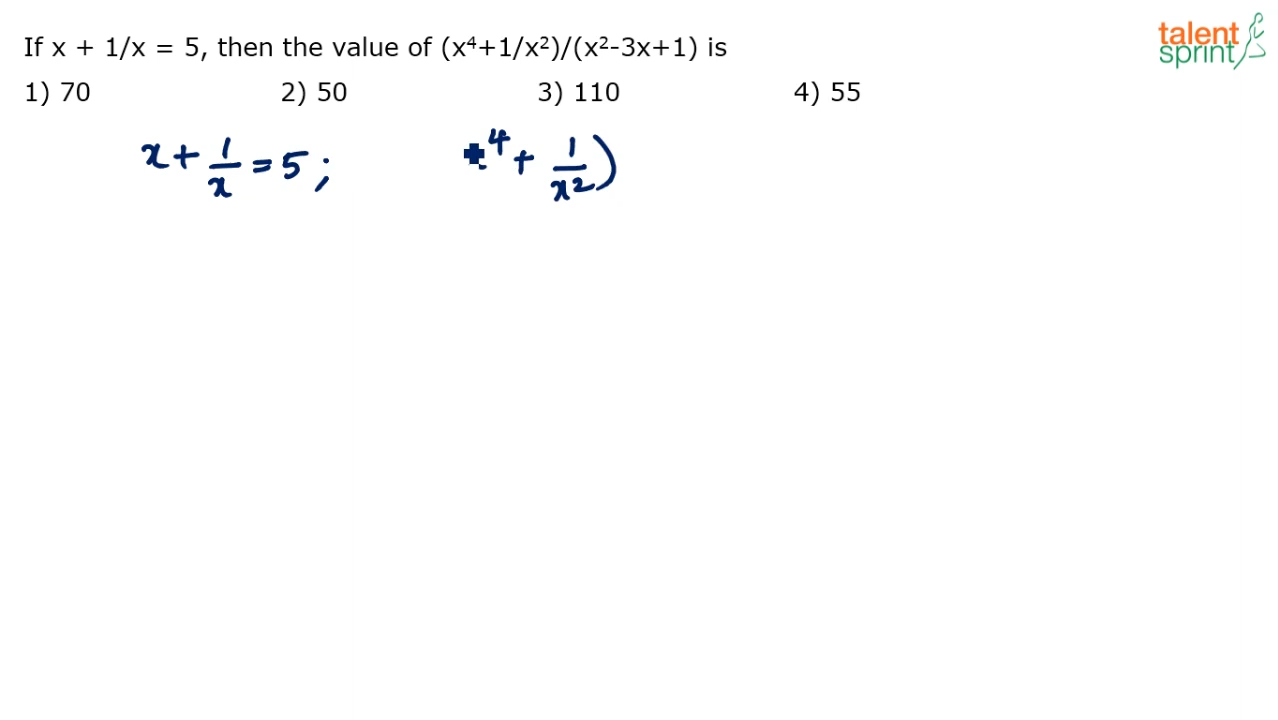 If x + 1/x = 5, then the value of (x⁴+1/x²)/(x²-3x+1) is
1) 70 2) 50 3) 110 4) 55
talent
sprint
x + 1/x = 5 ; x⁴ + 1/x² )